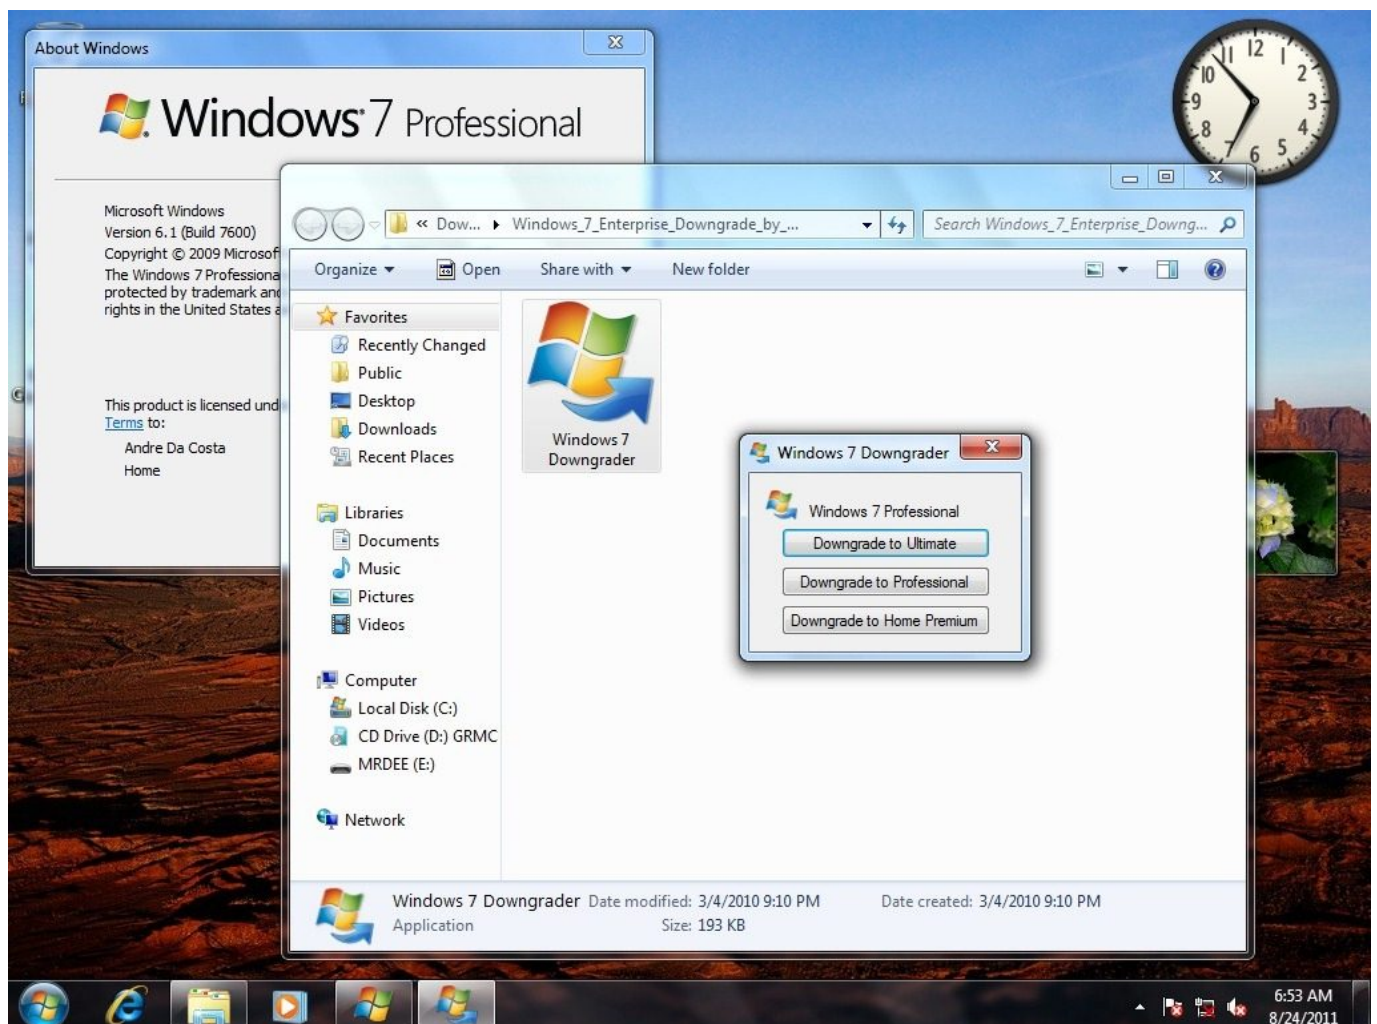 About Windows
Windows 7 Professional
Microsoft Windows
Version 6.1 (Build 7600)
Copyright © 2009 Microsof
The Windows 7 Professiona
protected by trademark and
rights in the United States a
This product is licensed und
Terms to:
Andre Da Costa
Home
« Dow... Windows_7_Enterprise_Downgrade_by_...
Search Windows_7_Enterprise_Downg...
Organize Open Share with New folder
Favorites
Recently Changed
Public
Desktop
Downloads
Recent Places
Libraries
Documents
Music
Pictures
Videos
Computer
Local Disk (C:)
CD Drive (D:) GRMC
MRDEE (E:)
Network
Windows 7
Downgrader
Windows 7 Downgrader
Windows 7 Professional
Downgrade to Ultimate
Downgrade to Professional
Downgrade to Home Premium
Windows 7 Downgrader Date modified: 3/4/2010 9:10 PM Date created: 3/4/2010 9:10 PM
Application Size: 193 KB
12
1
2
3
4
5
6
7
8
9
10
11
6:53 AM
8/24/2011